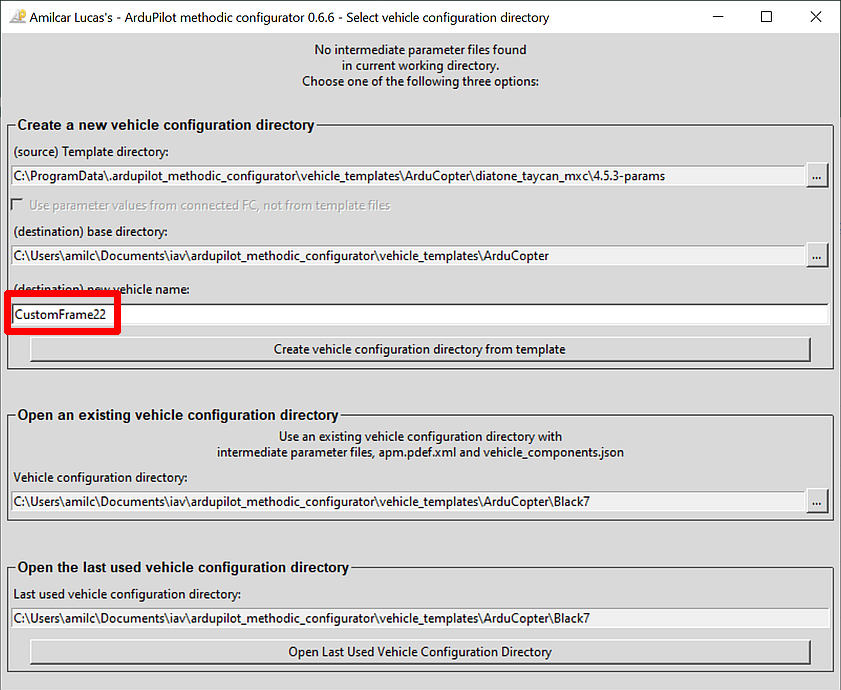 Amilcar Lucas's - ArduPilot methodic configurator 0.6.6 - Select vehicle configuration directory
No intermediate parameter files found
in current working directory.
Choose one of the following three options:
Create a new vehicle configuration directory
(source) Template directory:
C:\ProgramData\.ardupilot_methodic_configurator\vehicle_templates\ArduCopter\diatone_taycan_mxc\4.5.3-params
...
Use parameter values from connected FC, not from template files
(destination) base directory:
C:\Users\amilc\Documents\iav\ardupilot_methodic_configurator\vehicle_templates\ArduCopter
...
(destination) new vehicle name:
CustomFrame22
Create vehicle configuration directory from template
Open an existing vehicle configuration directory
Use an existing vehicle configuration directory with
intermediate parameter files, apm.pdef.xml and vehicle_components.json
Vehicle configuration directory:
C:\Users\amilc\Documents\iav\ardupilot_methodic_configurator\vehicle_templates\ArduCopter\Black7
...
Open the last used vehicle configuration directory
Last used vehicle configuration directory:
C:\Users\amilc\Documents\iav\ardupilot_methodic_configurator\vehicle_templates\ArduCopter\Black7
Open Last Used Vehicle Configuration Directory